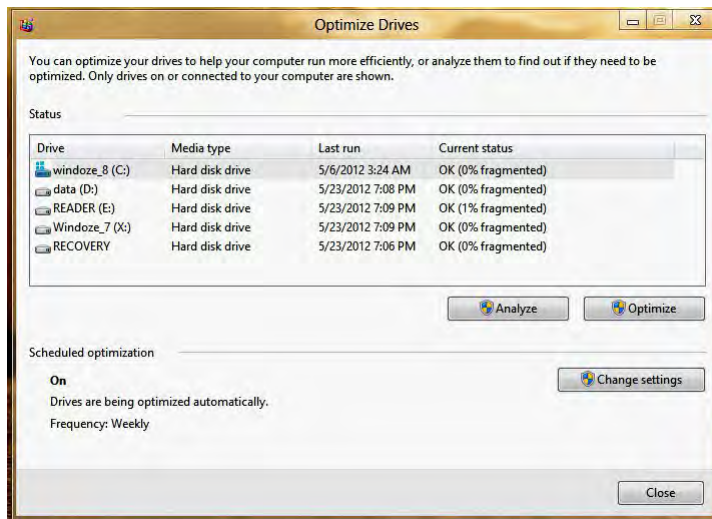 Optimize Drives
You can optimize your drives to help your computer run more efficiently, or analyze them to find out if they need to be
optimized. Only drives on or connected to your computer are shown.
Status
Drive Media type Last run Current status
windoze_8 (C:) Hard disk drive 5/6/2012 3:24 AM OK (0% fragmented)
data (D:) Hard disk drive 5/23/2012 7:08 PM OK (0% fragmented)
READER (E:) Hard disk drive 5/23/2012 7:09 PM OK (1% fragmented)
Windoze_7 (X:) Hard disk drive 5/23/2012 7:09 PM OK (0% fragmented)
RECOVERY Hard disk drive 5/23/2012 7:06 PM OK (0% fragmented)
Analyze Optimize
Scheduled optimization
On Change settings
Drives are being optimized automatically.
Frequency: Weekly
Close